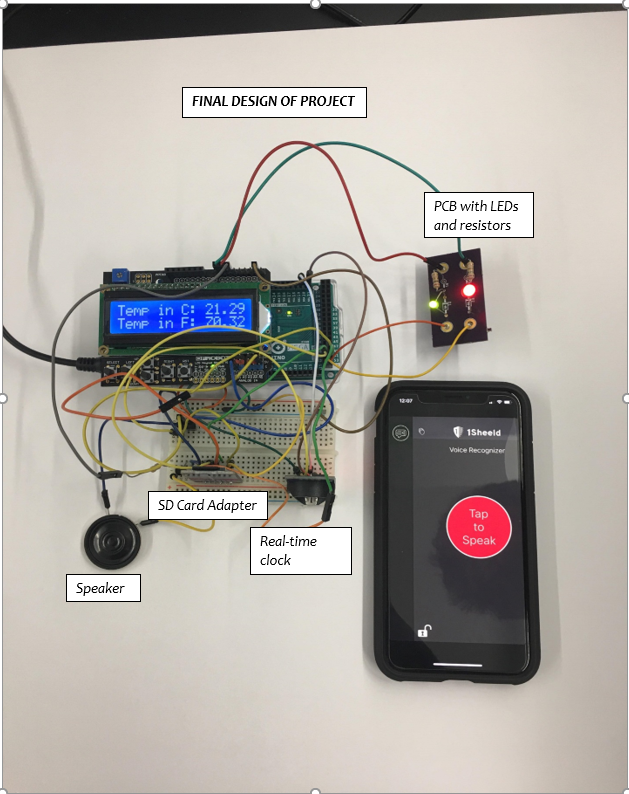 FINAL DESIGN OF PROJECT
PCB with LEDs
and resistors
Temp in C: 21.29
Temp in F: 70.32
12:07
1Sheeld
Voice Recognizer
Tap
to
Speak
SD Card Adapter
Real-time
clock
Speaker